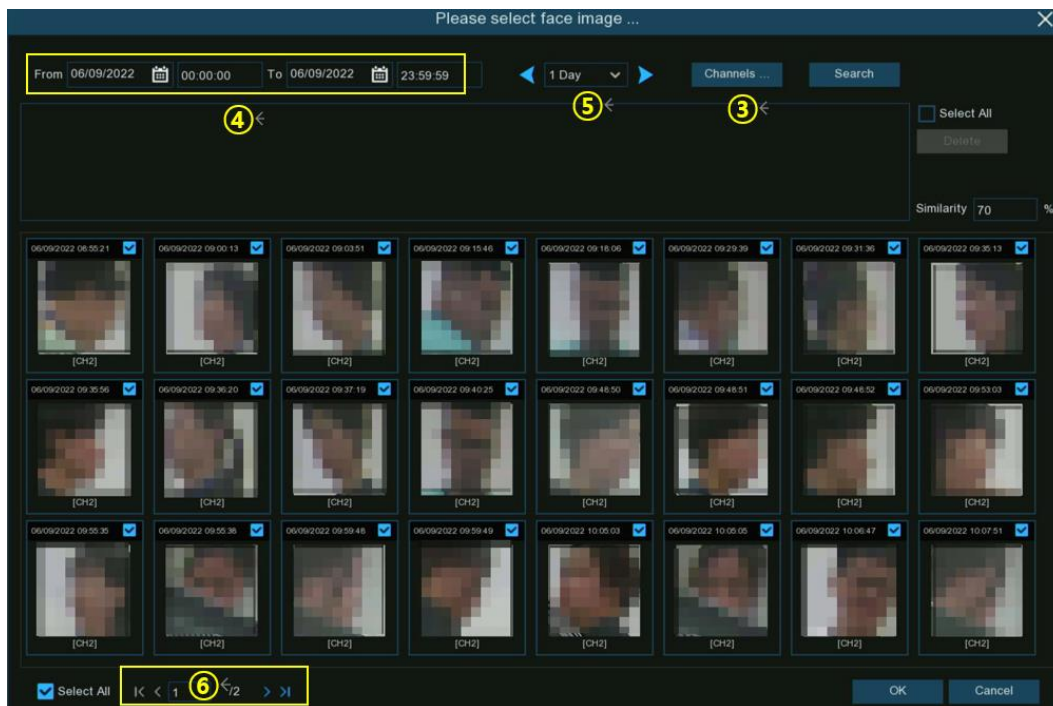 Please select face image ...
From 06/09/2022 00:00:00 To 06/09/2022 23:59:59 1 Day Channels ... Search
④ ⑤ ③
Select All
Delete
Similarity 70 %
06/09/2022 08:55:21 06/09/2022 09:00:13 06/09/2022 09:03:51 06/09/2022 09:15:46 06/09/2022 09:18:06 06/09/2022 09:29:39 06/09/2022 09:31:36 06/09/2022 09:35:13
[CH2] [CH2] [CH2] [CH2] [CH2] [CH2] [CH2] [CH2]
06/09/2022 09:35:56 06/09/2022 09:36:20 06/09/2022 09:37:19 06/09/2022 09:40:25 06/09/2022 09:48:50 06/09/2022 09:48:51 06/09/2022 09:48:52 06/09/2022 09:53:03
[CH2] [CH2] [CH2] [CH2] [CH2] [CH2] [CH2] [CH2]
06/09/2022 09:55:35 06/09/2022 09:55:36 06/09/2022 09:59:48 06/09/2022 09:59:49 06/09/2022 10:05:03 06/09/2022 10:05:05 06/09/2022 10:06:47 06/09/2022 10:07:51
[CH2] [CH2] [CH2] [CH2] [CH2] [CH2] [CH2] [CH2]
Select All 1 ⑥ /2 OK Cancel